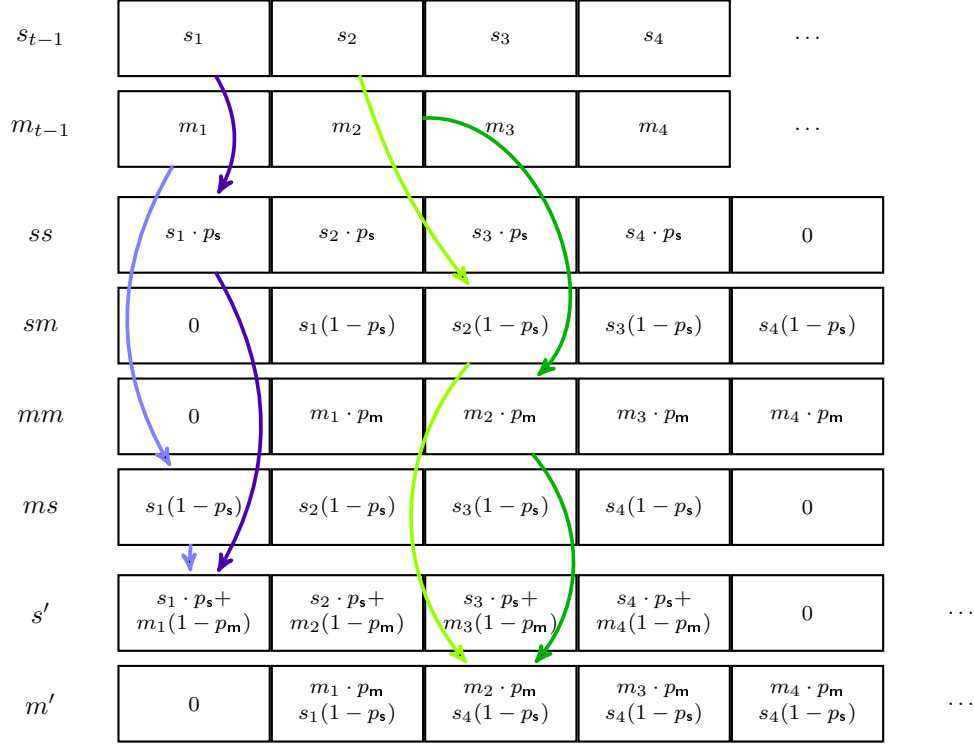 s_{t−1} s_1 s_2 s_3 s_4 ⋯
m_{t−1} m_1 m_2 m_3 m_4 ⋯
ss s_1 · p_s s_2 · p_s s_3 · p_s s_4 · p_s 0
sm 0 s_1(1 − p_s) s_2(1 − p_s) s_3(1 − p_s) s_4(1 − p_s)
mm 0 m_1 · p_m m_2 · p_m m_3 · p_m m_4 · p_m
ms s_1(1 − p_s) s_2(1 − p_s) s_3(1 − p_s) s_4(1 − p_s) 0
s_1 · p_s+ s_2 · p_s+ s_3 · p_s+ s_4 · p_s+
s′ m_1(1 − p_m) m_2(1 − p_m) m_3(1 − p_m) m_4(1 − p_m) 0 ⋯
m_1 · p_m m_2 · p_m m_3 · p_m m_4 · p_m
m′ 0 s_1(1 − p_s) s_4(1 − p_s) s_4(1 − p_s) s_4(1 − p_s) ⋯